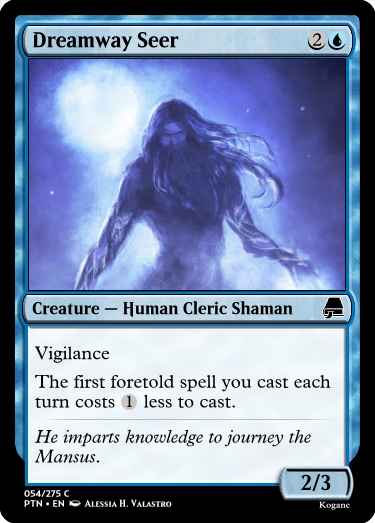 Dreamway Seer 2
Creature — Human Cleric Shaman
Vigilance
The first foretold spell you cast each
turn costs 1 less to cast.
He imparts knowledge to journey the
Mansus.
2/3
054/275 C
PTN • EN Alessia H. Valastro
Kogane